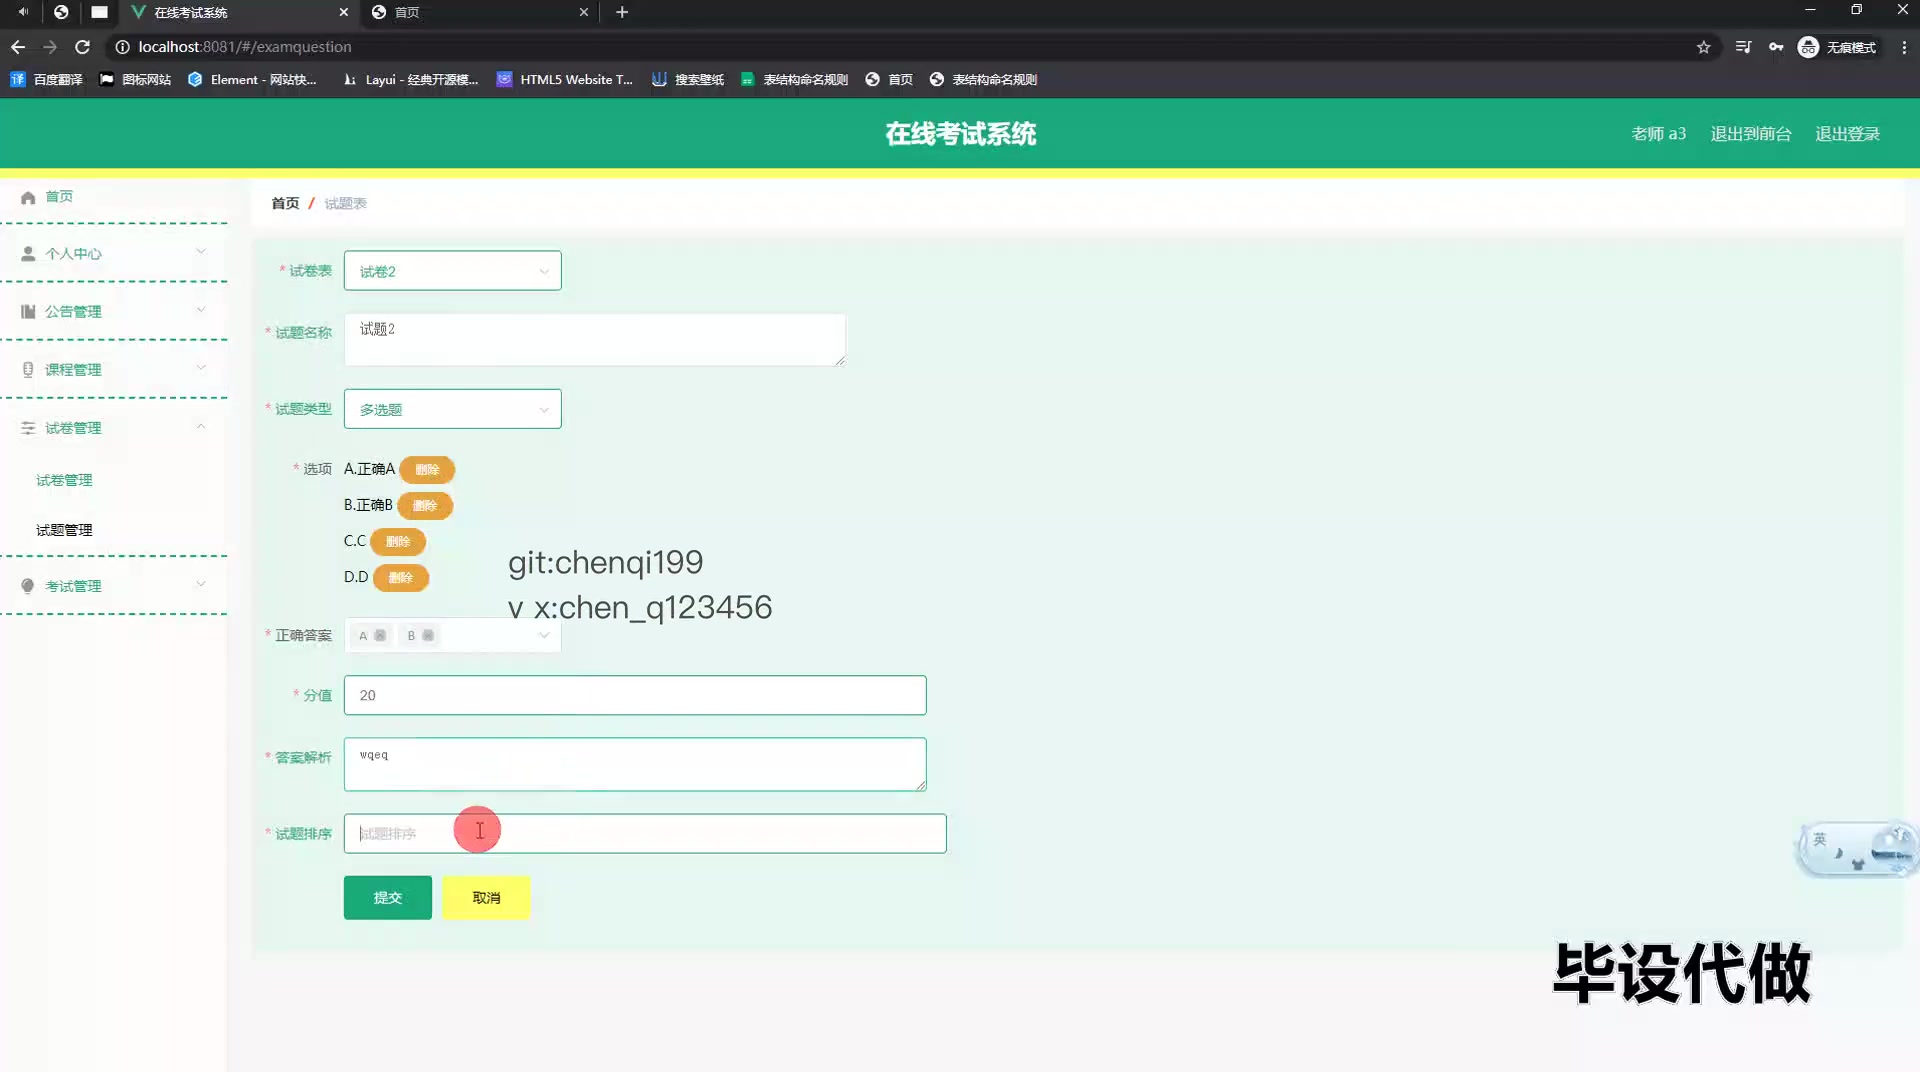 在线考试系统
首页
localhost:8081/#/examquestion
无痕模式
百度翻译
图标网站
Element - 网站快...
Layui - 经典开源模...
HTML5 Website T...
搜索壁纸
表结构命名规则
首页
表结构命名规则
在线考试系统
老师 a3
退出到前台
退出登录
首页
个人中心
公告管理
课程管理
试卷管理
试卷管理
试题管理
考试管理
首页 / 试题表
* 试卷表 试卷2
* 试题名称 试题2
* 试题类型 多选题
* 选项 A.正确A 删除
B.正确B 删除
C.C 删除
D.D 删除
git:chenqi199
v x:chen_q123456
* 正确答案 A B
* 分值 20
* 答案解析 wqeq
* 试题排序 试题排序
提交 取消
英
毕设代做